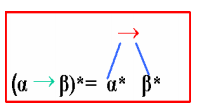 →
(α → β)*= α* β*